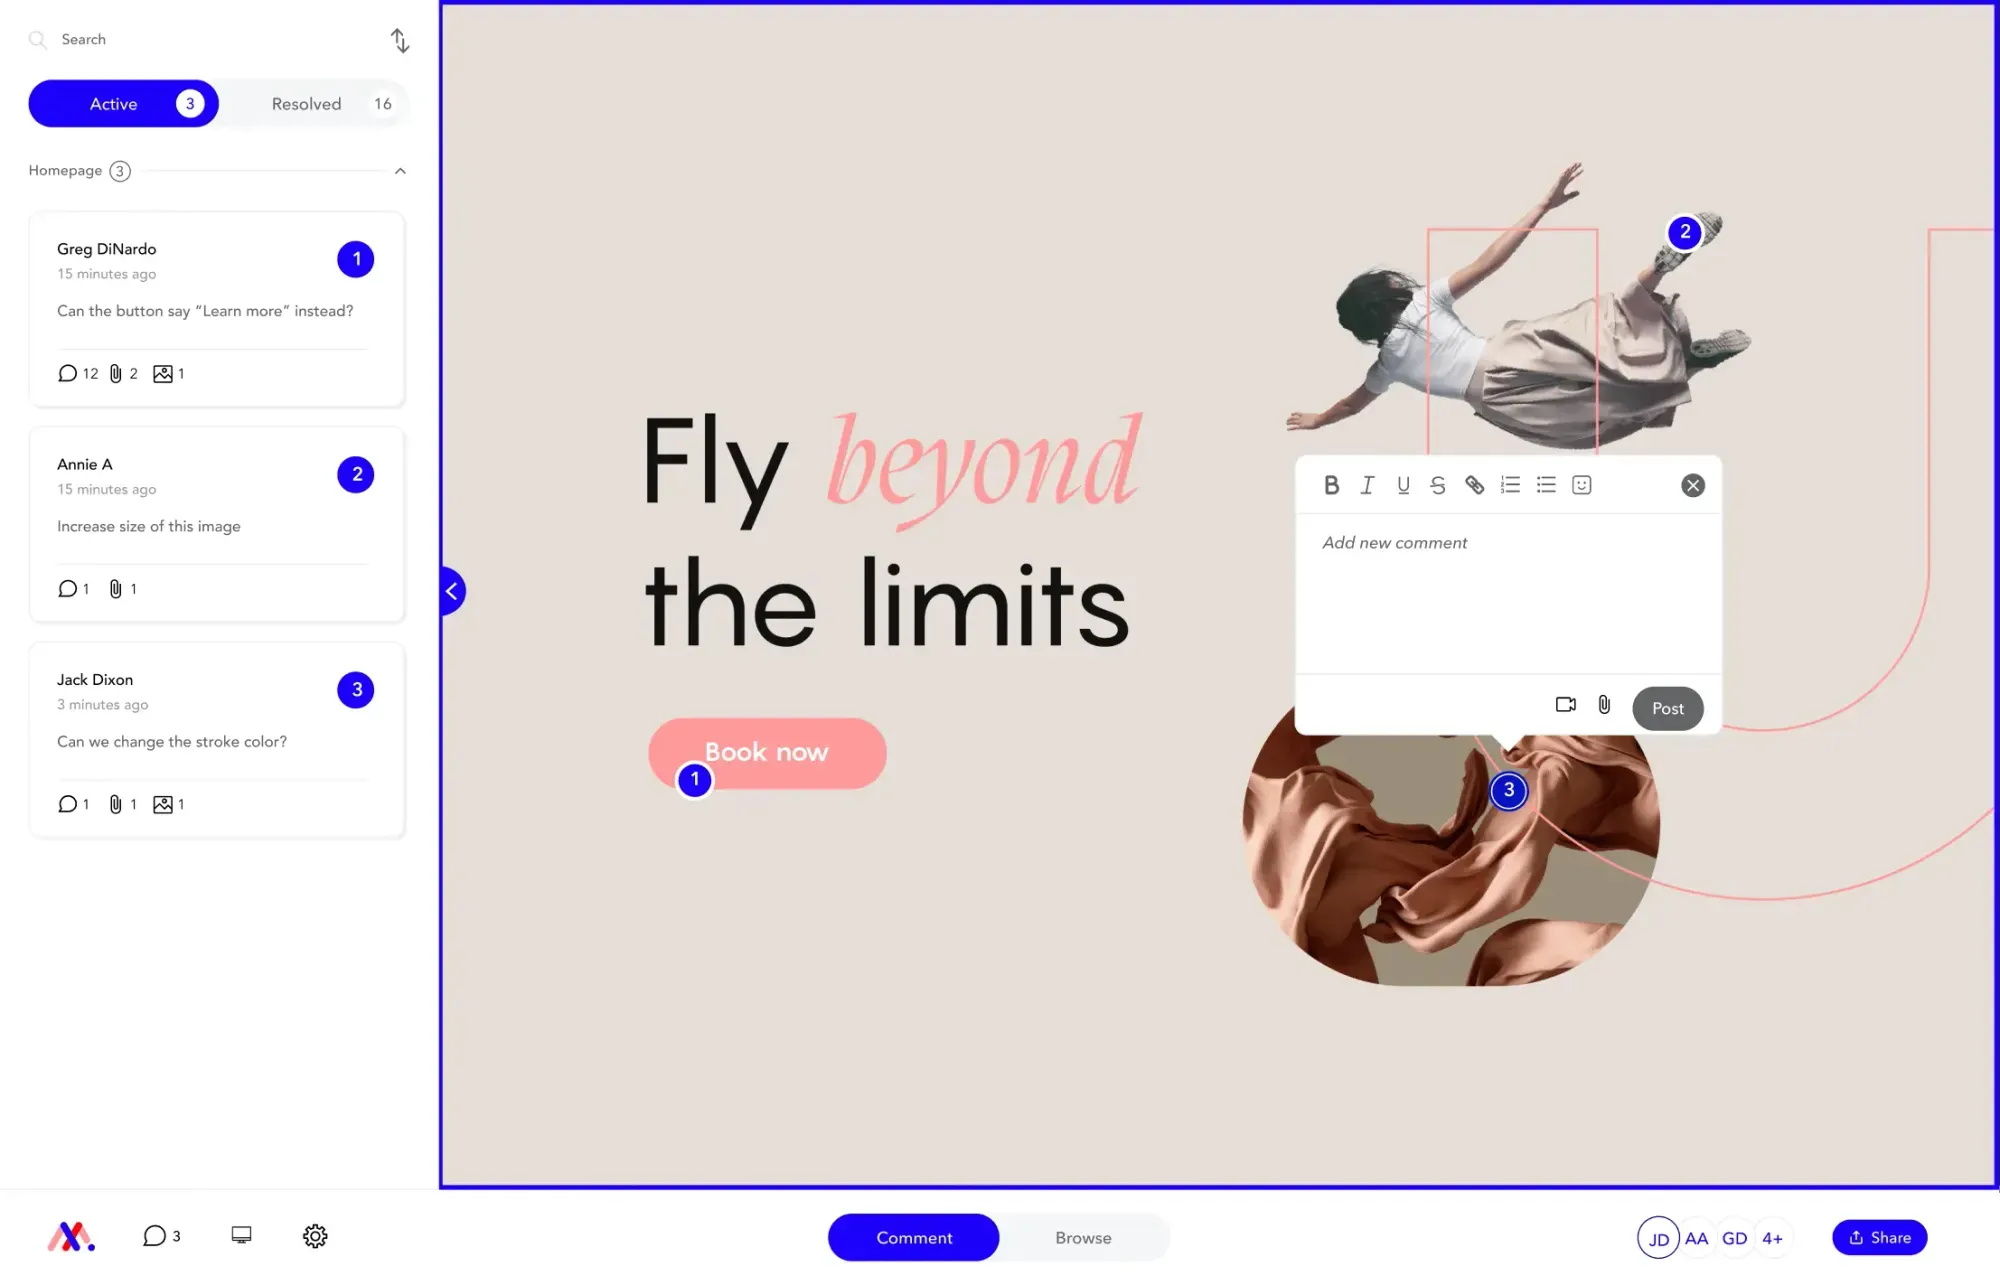 Search
Active 3 Resolved 16
Homepage 3
Greg DiNardo 1
15 minutes ago
Can the button say “Learn more” instead?
12 2 1
Annie A 2
15 minutes ago
Increase size of this image
1 1
Jack Dixon 3
3 minutes ago
Can we change the stroke color?
1 1 1
Fly beyond
the limits
Book now
1
2
B I U S
Add new comment
Post
3
3
Comment Browse
JD AA GD 4+
Share